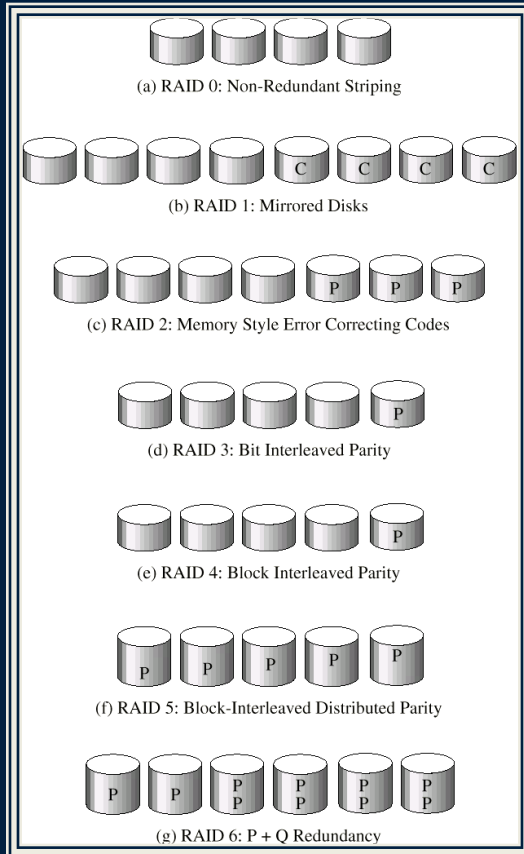 (a) RAID 0: Non-Redundant Striping
C C C C
(b) RAID 1: Mirrored Disks
P P P
(c) RAID 2: Memory Style Error Correcting Codes
P
(d) RAID 3: Bit Interleaved Parity
P
(e) RAID 4: Block Interleaved Parity
P P P P P
(f) RAID 5: Block-Interleaved Distributed Parity
P P P P P P
P P P P
(g) RAID 6: P + Q Redundancy